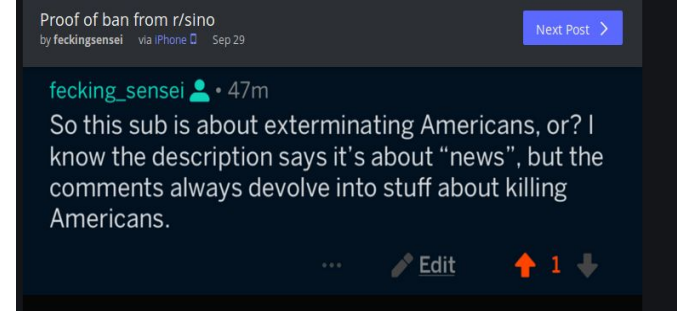 Proof of ban from r/sino
by feckingsensei via iPhone Sep 29
Next Post
fecking_sensei • 47m
So this sub is about exterminating Americans, or? I
know the description says it's about “news”, but the
comments always devolve into stuff about killing
Americans.
... Edit 1